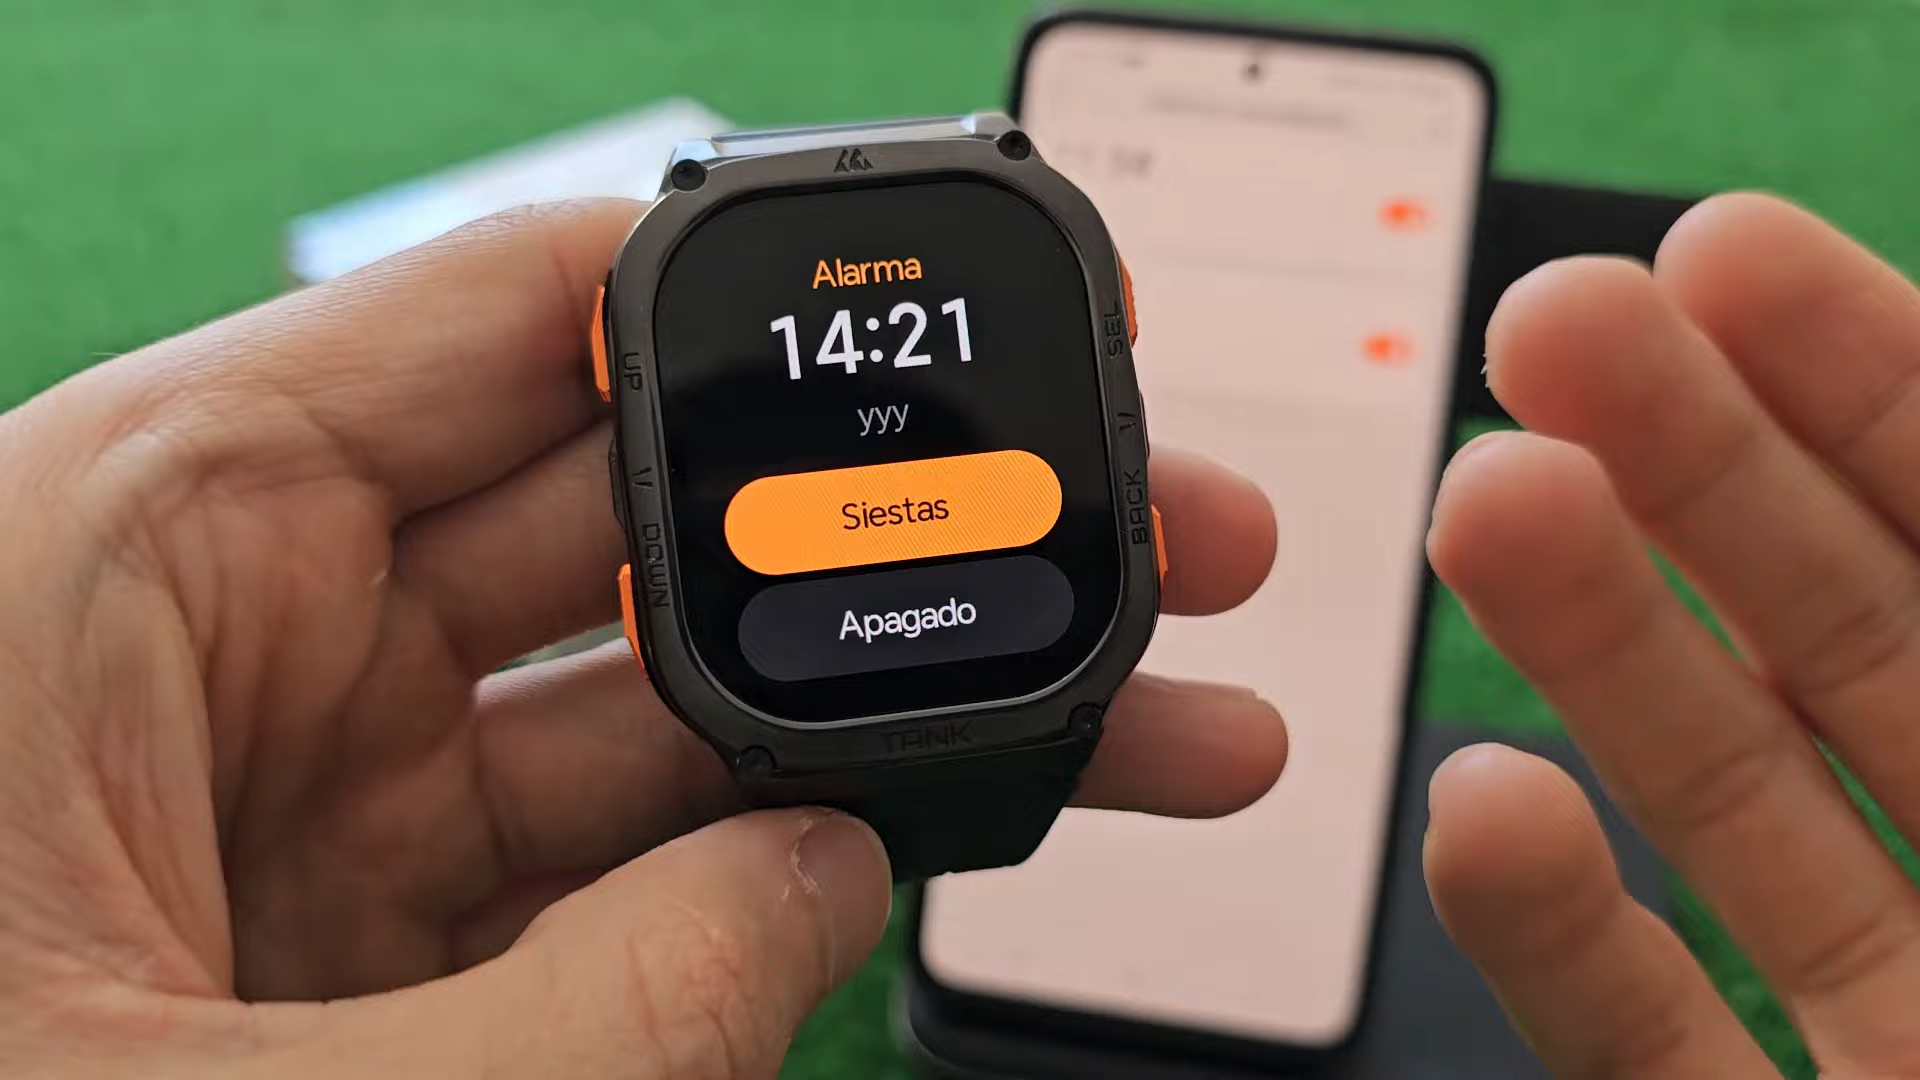 Alarma
14:21
yyy
Siestas
Apagado
UP
DOWN
SEL
BACK
TANK